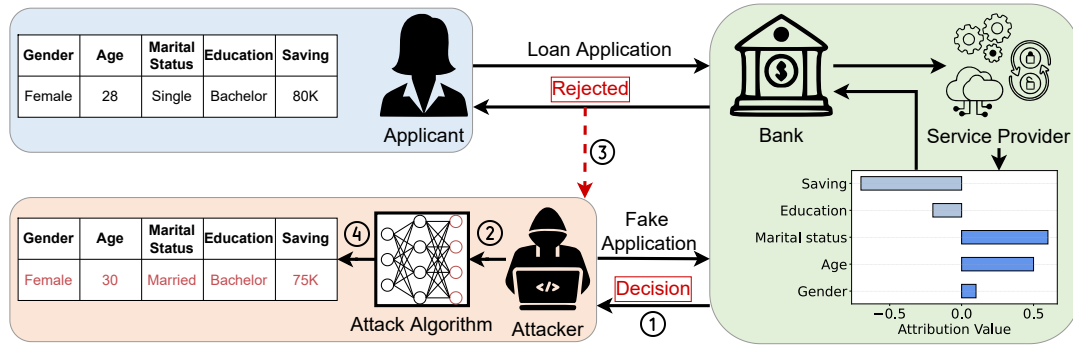 Gender Age Marital Status Education Saving
Female 28 Single Bachelor 80K
Applicant
Loan Application
Rejected
Bank
Service Provider
③
Gender Age Marital Status Education Saving
Female 30 Married Bachelor 75K
④
②
Attack Algorithm
</>
Attacker
Fake
Application
Decision
①
$
Saving
Education
Marital status
Age
Gender
−0.5 0.0 0.5
Attribution Value